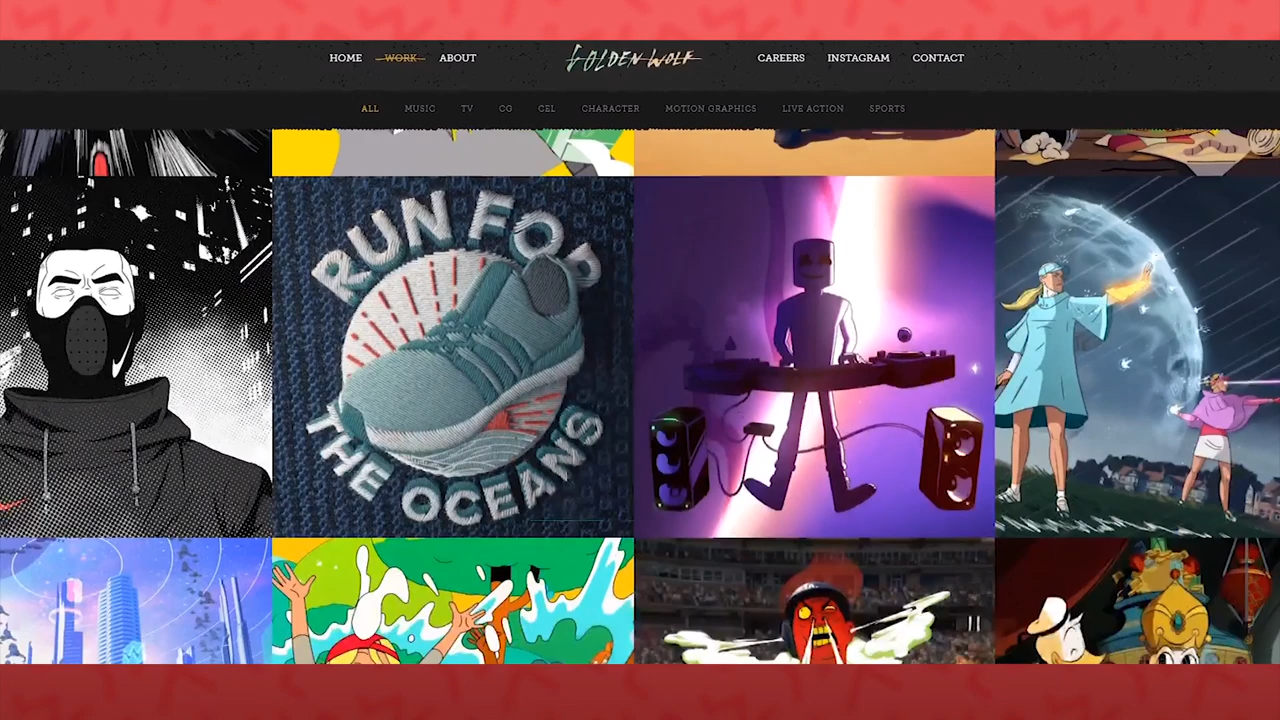 HOME WORK ABOUT GOLDEN WOLF CAREERS INSTAGRAM CONTACT
ALL MUSIC TV CG CEL CHARACTER MOTION GRAPHICS LIVE ACTION SPORTS
RUN FOR
THE OCEANS